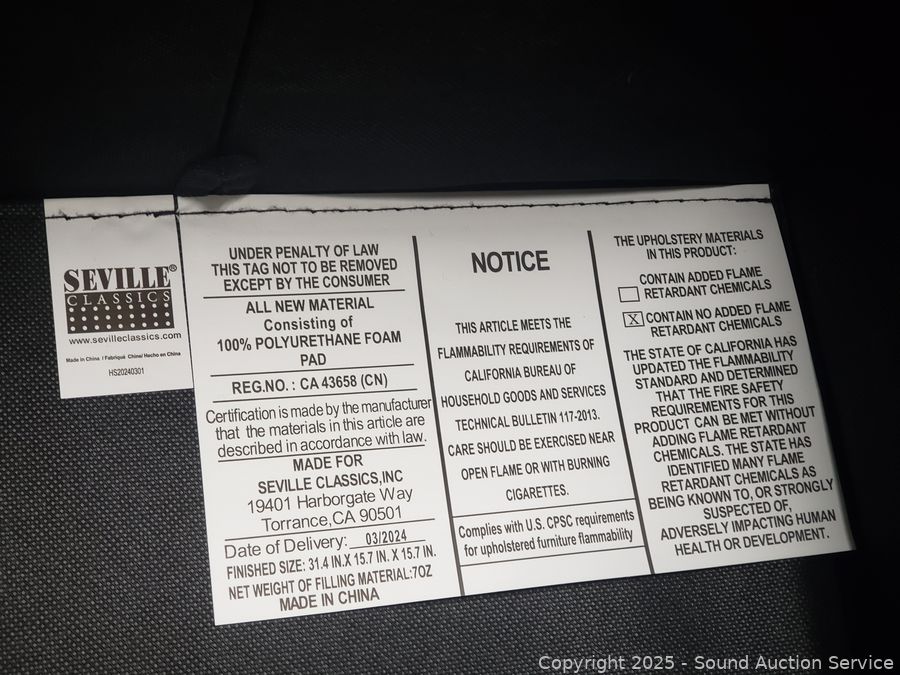 SEVILLE®
CLASSICS
www.sevilleclassics.com
Made in China / Fabriqué Chine/ Hecho en China
HS20240301
UNDER PENALTY OF LAW
THIS TAG NOT TO BE REMOVED
EXCEPT BY THE CONSUMER
ALL NEW MATERIAL
Consisting of
100% POLYURETHANE FOAM
PAD
REG.NO. : CA 43658 (CN)
Certification is made by the manufacturer
that the materials in this article are
described in accordance with law.
MADE FOR
SEVILLE CLASSICS,INC
19401 Harborgate Way
Torrance,CA 90501
Date of Delivery: 03/2024
FINISHED SIZE: 31.4 IN.X 15.7 IN. X 15.7 IN.
NET WEIGHT OF FILLING MATERIAL:7OZ
MADE IN CHINA
NOTICE
THIS ARTICLE MEETS THE
FLAMMABILITY REQUIREMENTS OF
CALIFORNIA BUREAU OF
HOUSEHOLD GOODS AND SERVICES
TECHNICAL BULLETIN 117-2013.
CARE SHOULD BE EXERCISED NEAR
OPEN FLAME OR WITH BURNING
CIGARETTES.
Complies with U.S. CPSC requirements
for upholstered furniture flammability
THE UPHOLSTERY MATERIALS
IN THIS PRODUCT:
CONTAIN ADDED FLAME
RETARDANT CHEMICALS
X CONTAIN NO ADDED FLAME
RETARDANT CHEMICALS
THE STATE OF CALIFORNIA HAS
UPDATED THE FLAMMABILITY
STANDARD AND DETERMINED
THAT THE FIRE SAFETY
REQUIREMENTS FOR THIS
PRODUCT CAN BE MET WITHOUT
ADDING FLAME RETARDANT
CHEMICALS. THE STATE HAS
IDENTIFIED MANY FLAME
RETARDANT CHEMICALS AS
BEING KNOWN TO, OR STRONGLY
SUSPECTED OF,
ADVERSELY IMPACTING HUMAN
HEALTH OR DEVELOPMENT.
Copyright 2025 - Sound Auction Service